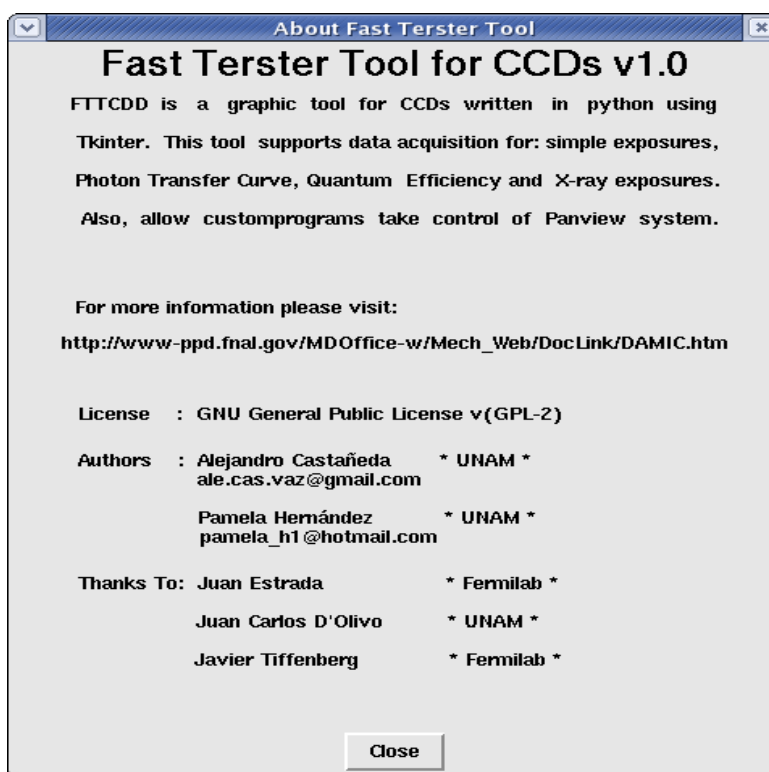 About Fast Terster Tool
Fast Terster Tool for CCDs v1.0
FTTCDD is a graphic tool for CCDs written in python using
Tkinter. This tool supports data acquisition for: simple exposures,
Photon Transfer Curve, Quantum Efficiency and X-ray exposures.
Also, allow customprograms take control of Panview system.
For more information please visit:
http://www-ppd.fnal.gov/MDOffice-w/Mech_Web/DocLink/DAMIC.htm
License : GNU General Public License v(GPL-2)
Authors : Alejandro Castañeda * UNAM *
ale.cas.vaz@gmail.com
Pamela Hernández * UNAM *
pamela_h1@hotmail.com
Thanks To: Juan Estrada * Fermilab *
Juan Carlos D'Olivo * UNAM *
Javier Tiffenberg * Fermilab *
Close